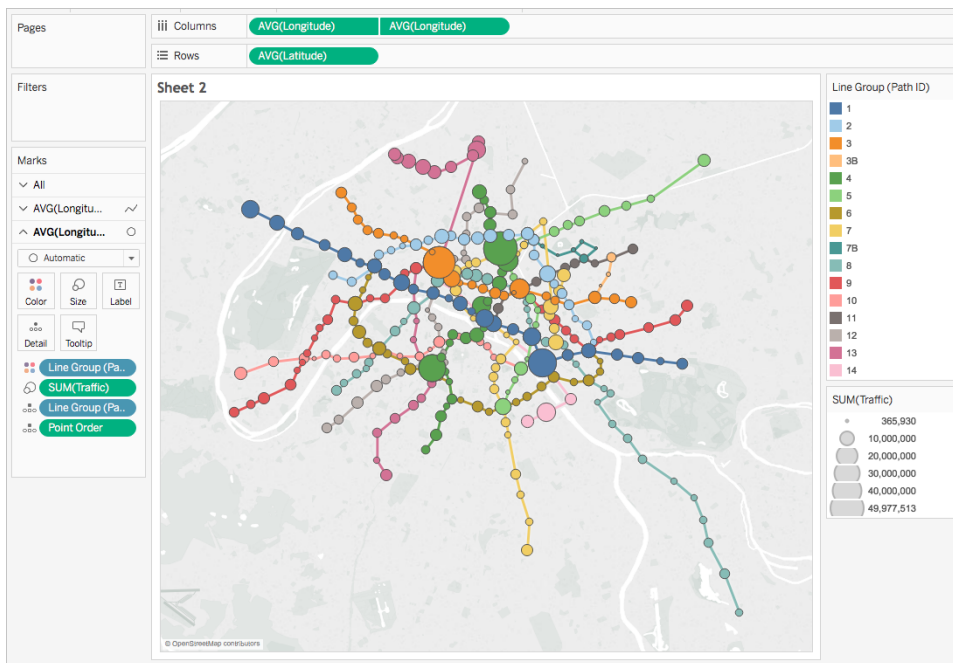 Pages
Columns
AVG(Longitude)
AVG(Longitude)
Rows
AVG(Latitude)
Filters
Marks
All
AVG(Longitu...
AVG(Longitu...
Automatic
Color
Size
Label
Detail
Tooltip
Line Group (Pa..
SUM(Traffic)
Line Group (Pa..
Point Order
Sheet 2
© OpenStreetMap contributors
Line Group (Path ID)
1
2
3
3B
4
5
6
7
7B
8
9
10
11
12
13
14
SUM(Traffic)
365,930
10,000,000
20,000,000
30,000,000
40,000,000
49,977,513